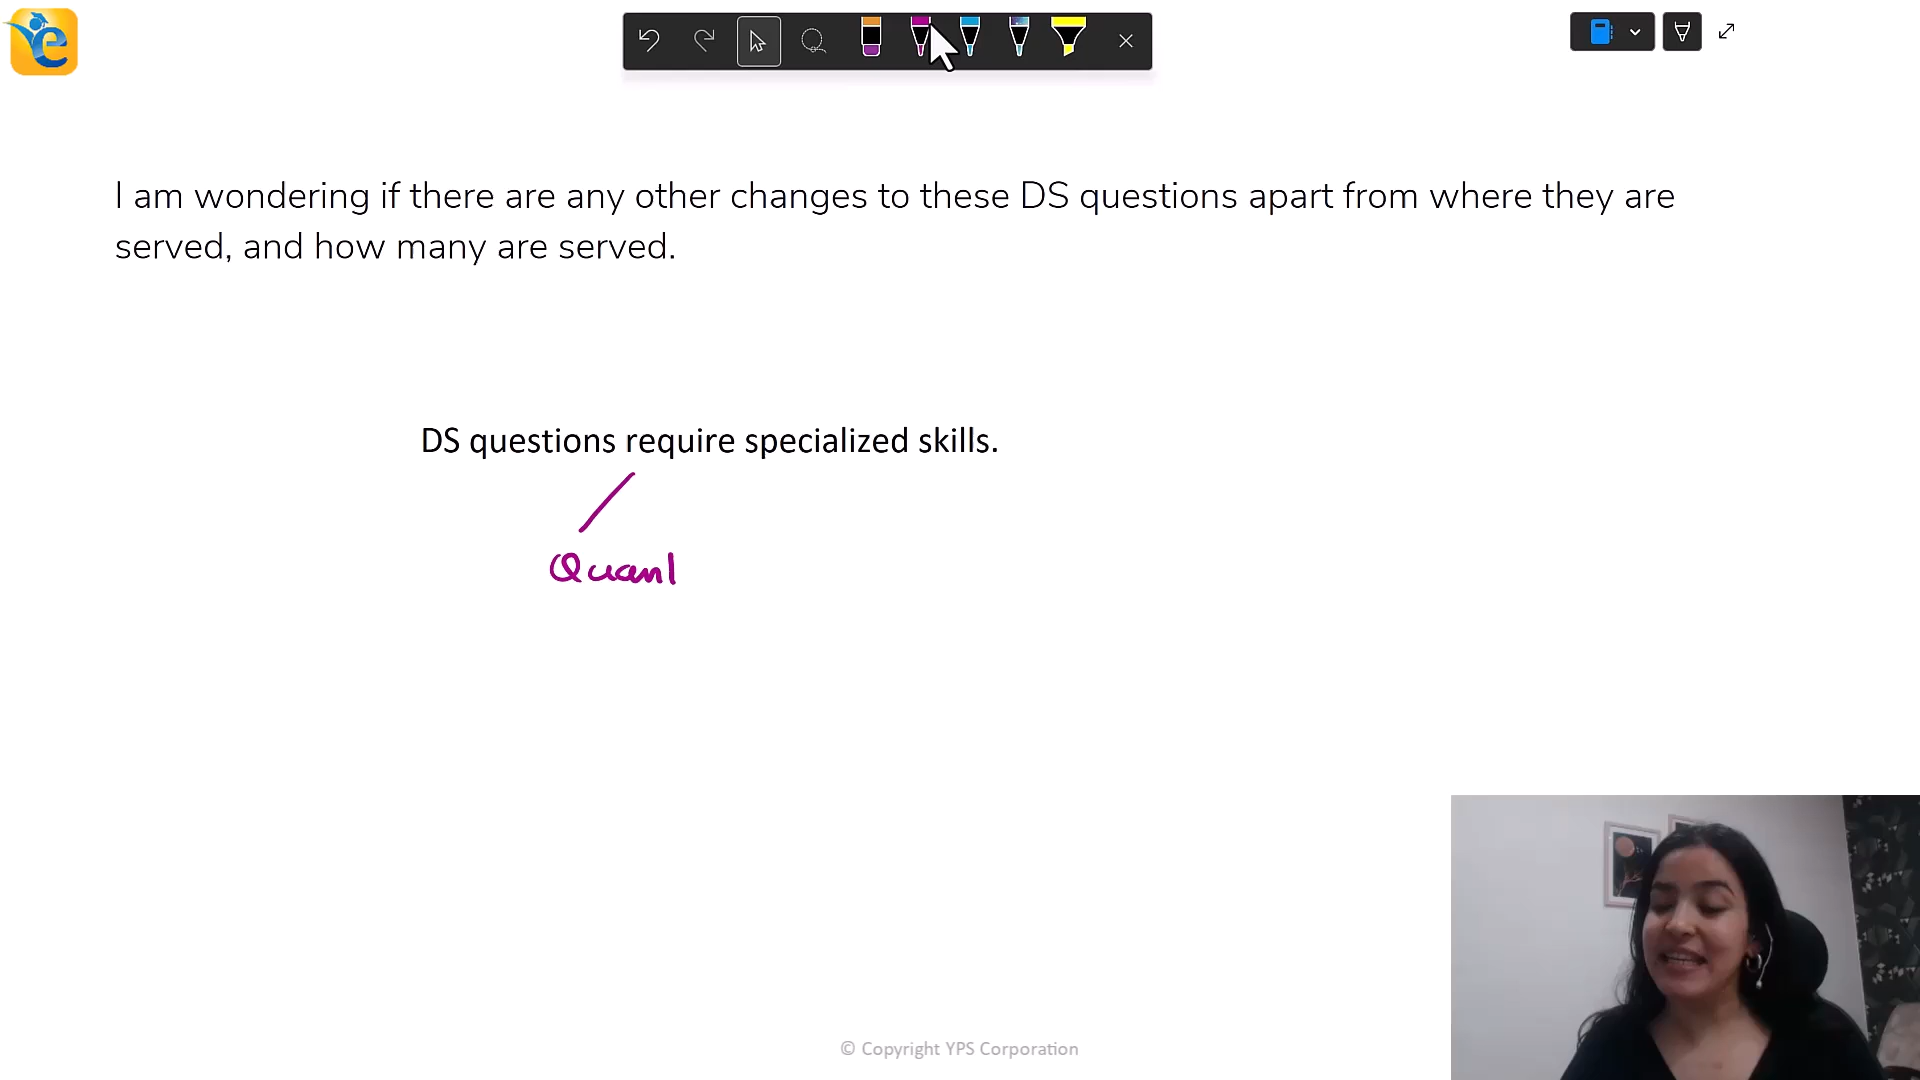 I am wondering if there are any other changes to these DS questions apart from where they are
served, and how many are served.
DS questions require specialized skills.
Quant
© Copyright YPS Corporation